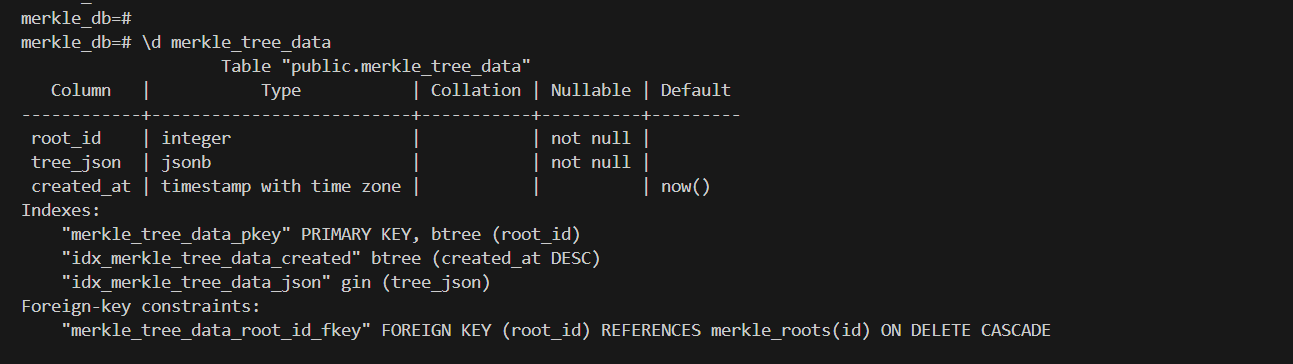 merkle_db=#
merkle_db=# \d merkle_tree_data
                    Table "public.merkle_tree_data"
   Column   |           Type           | Collation | Nullable | Default
------------+--------------------------+-----------+----------+---------
 root_id    | integer                  |           | not null |
 tree_json  | jsonb                    |           | not null |
 created_at | timestamp with time zone |           |          | now()
Indexes:
    "merkle_tree_data_pkey" PRIMARY KEY, btree (root_id)
    "idx_merkle_tree_data_created" btree (created_at DESC)
    "idx_merkle_tree_data_json" gin (tree_json)
Foreign-key constraints:
    "merkle_tree_data_root_id_fkey" FOREIGN KEY (root_id) REFERENCES merkle_roots(id) ON DELETE CASCADE